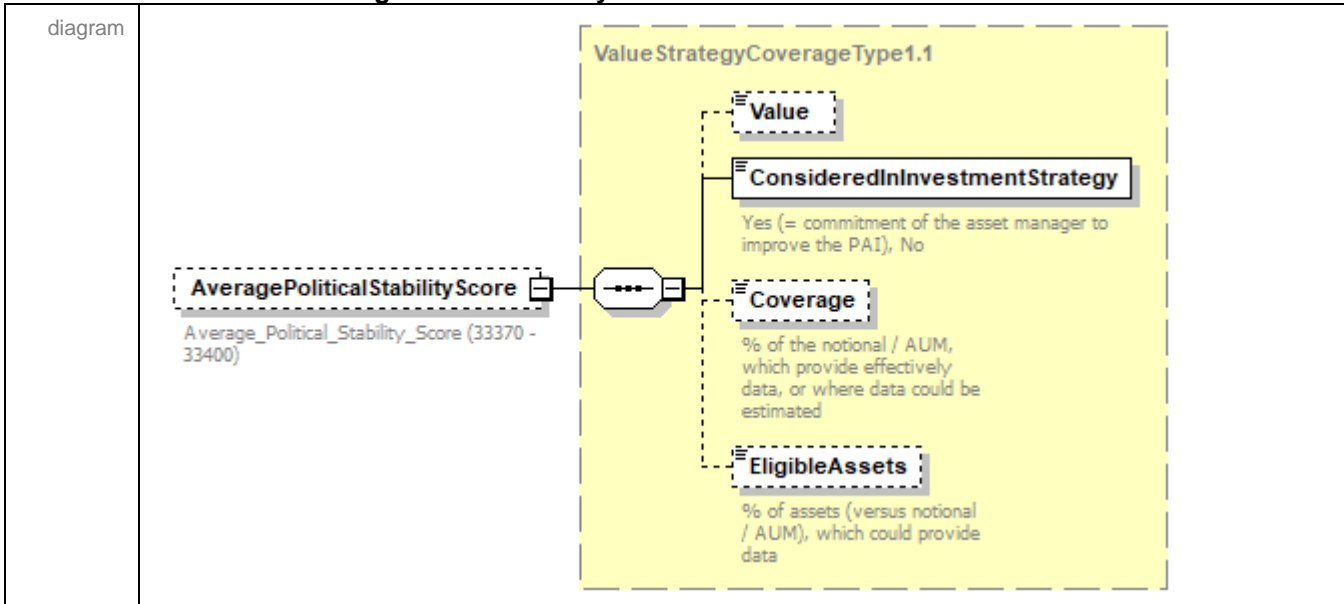 diagram
ValueStrategyCoverageType1.1
Value
ConsideredInInvestmentStrategy
Yes (= commitment of the asset manager to
improve the PAI), No
AveragePoliticalStabilityScore
Average_Political_Stability_Score (33370 -
33400)
Coverage
% of the notional / AUM,
which provide effectively
data, or where data could be
estimated
EligibleAssets
% of assets (versus notional
/ AUM), which could provide
data